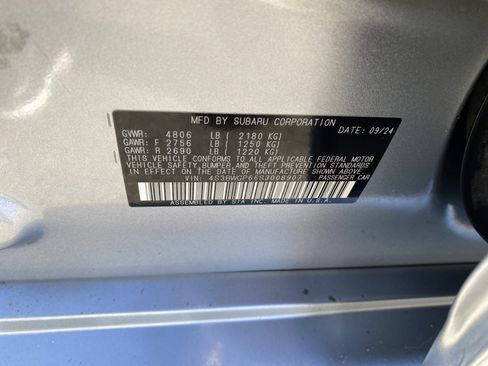 MFD BY SUBARU CORPORATION DATE: 09/24
GVWR: 4806 LB ( 2180 KG)
GAWR: F 2756 LB ( 1250 KG)
GAWR: R 2690 LB ( 1220 KG)
THIS VEHICLE CONFORMS TO ALL APPLICABLE FEDERAL MOTOR
VEHICLE SAFETY, BUMPER, AND THEFT PREVENTION STANDARDS
IN EFFECT ON THE DATE OF MANUFACTURE SHOWN ABOVE.
VIN: 4S3BWGP66S3008907 PASSENGER CAR
ASSEMBLED BY SIA, INC. MADE IN U.S.A.